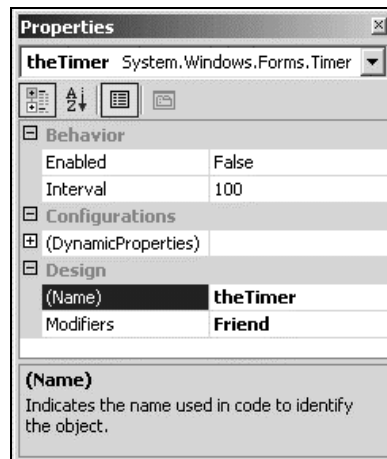 Properties
theTimer System.Windows.Forms.Timer
Behavior
Enabled False
Interval 100
Configurations
(DynamicProperties)
Design
(Name) theTimer
Modifiers Friend
(Name)
Indicates the name used in code to identify
the object.